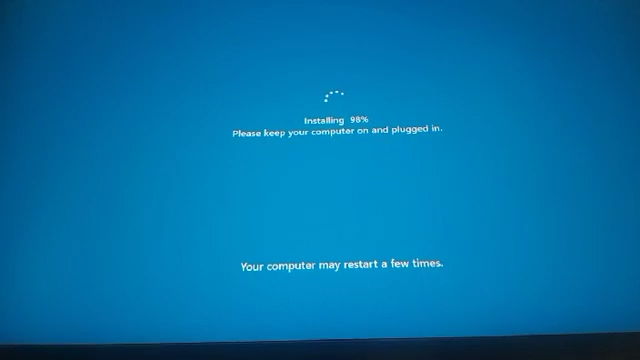 Installing 98%
Please keep your computer on and plugged in.
Your computer may restart a few times.